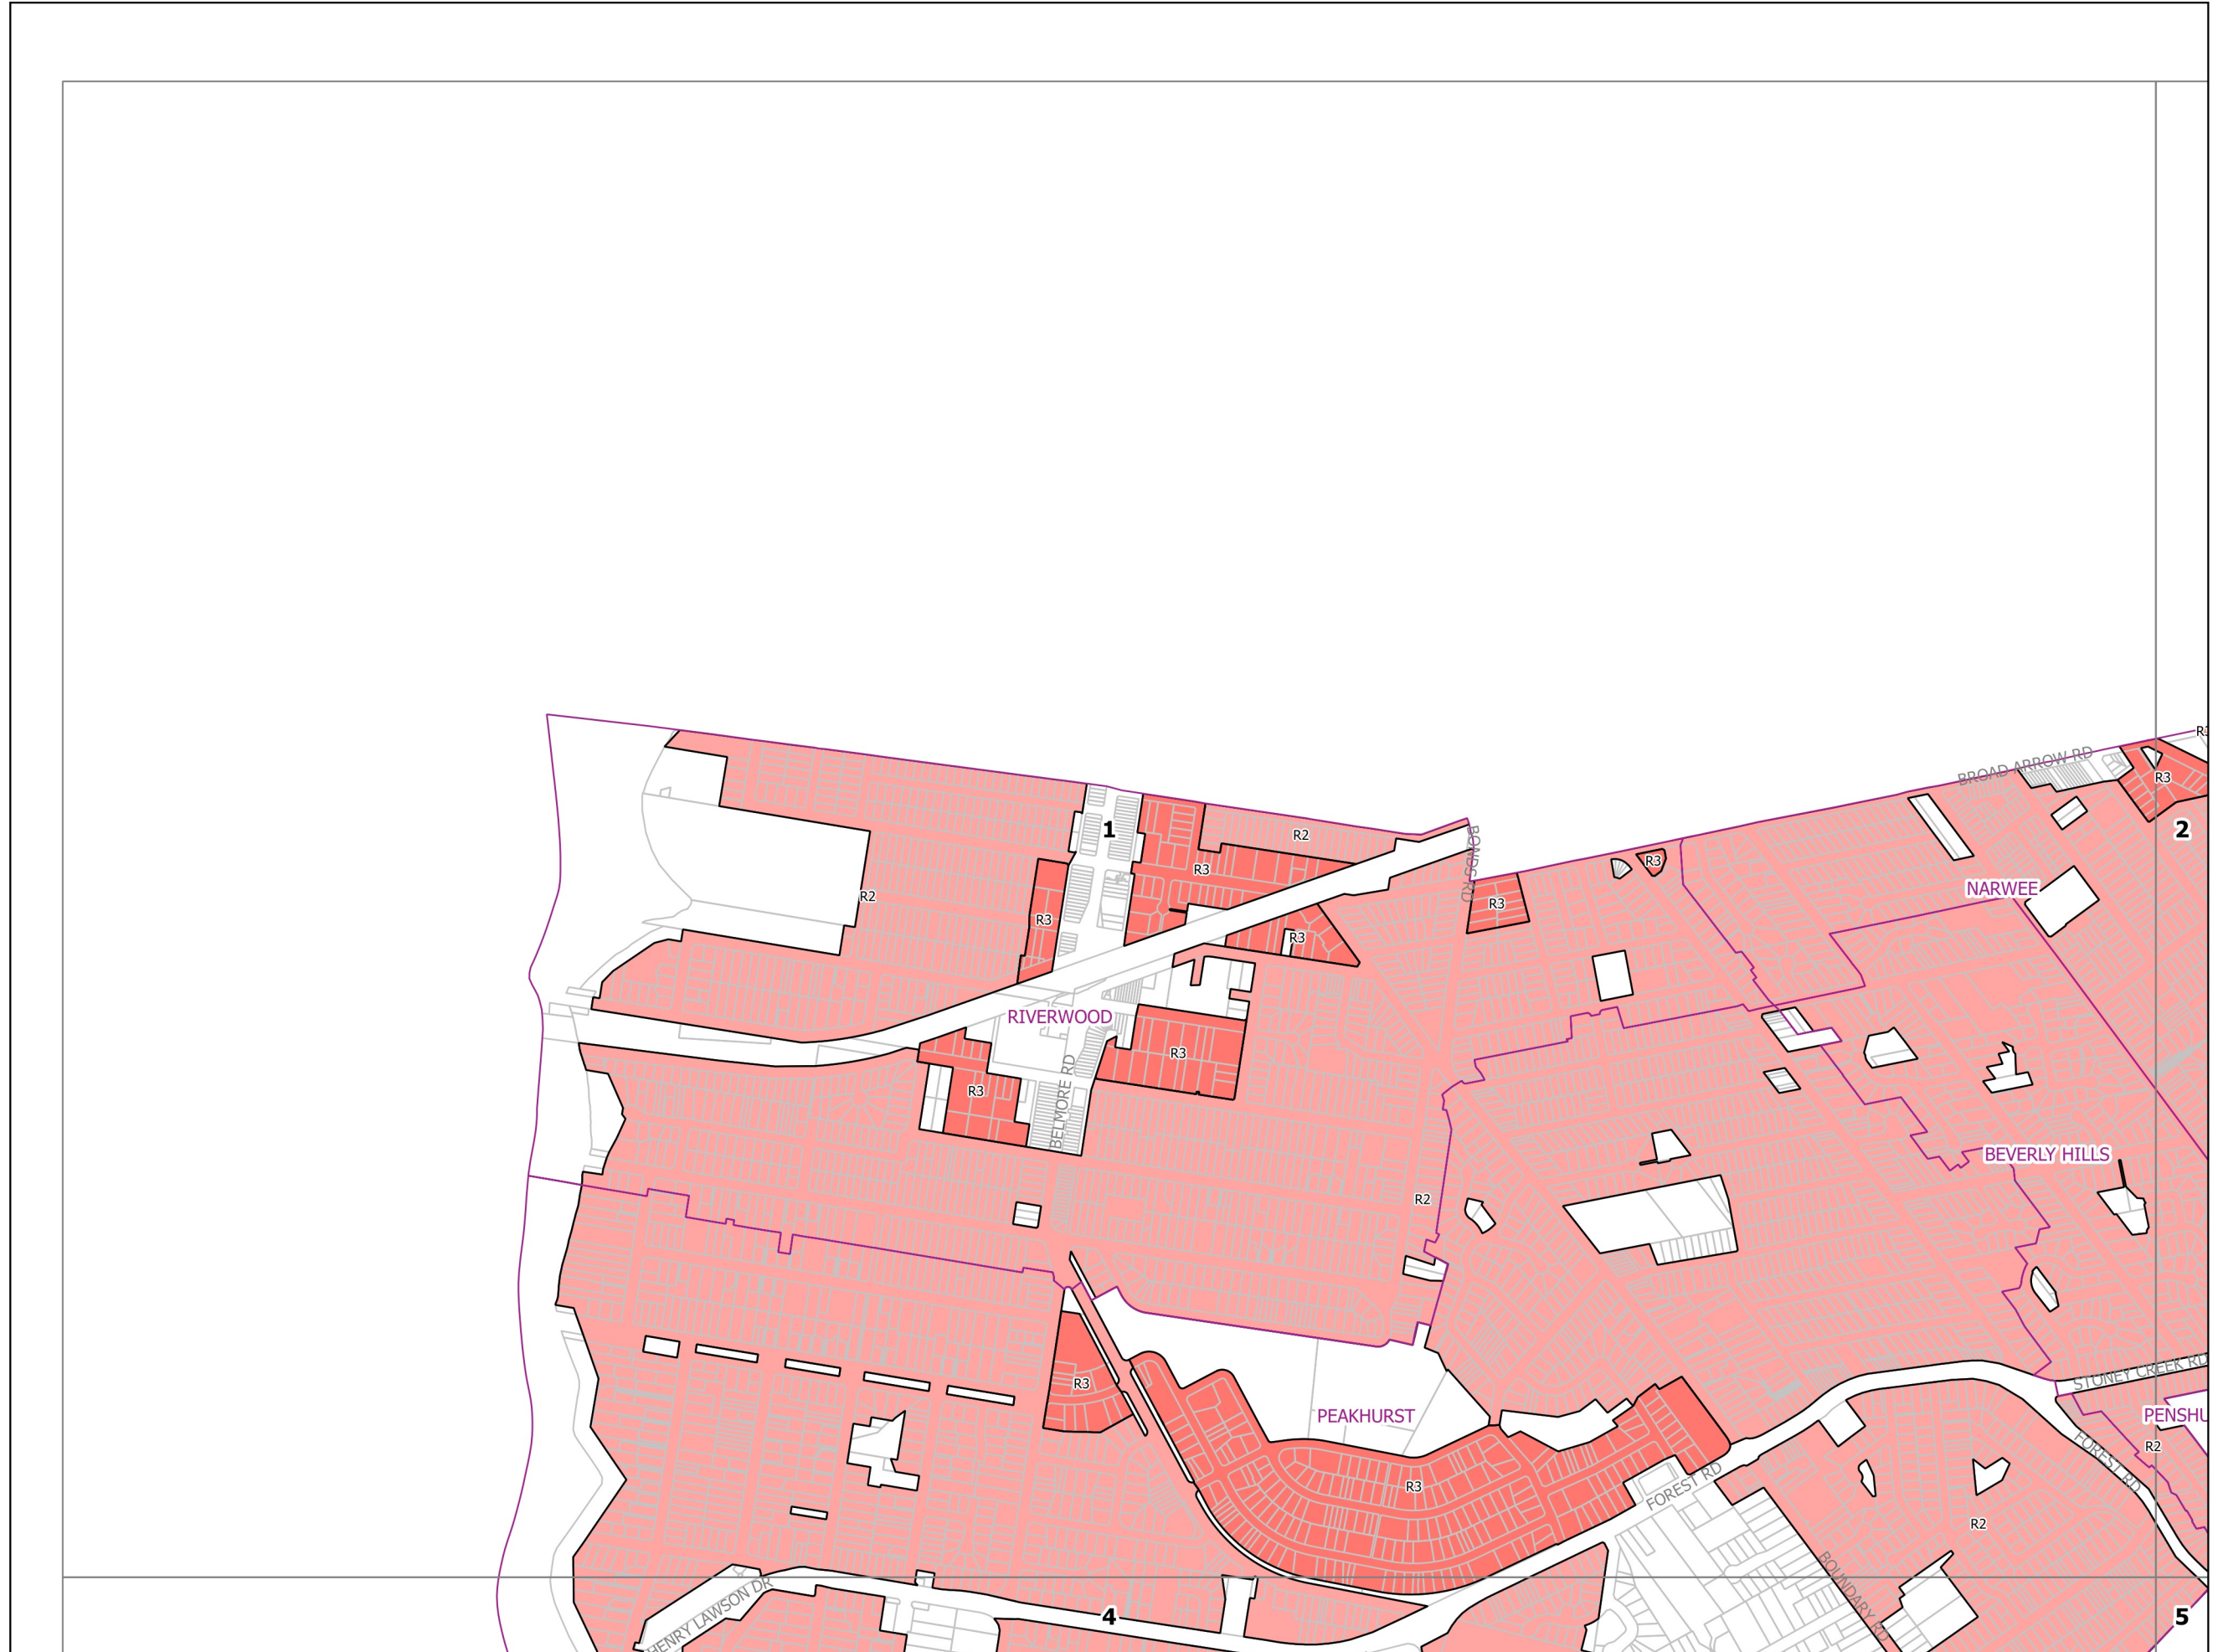 BROAD ARROW RD
R3
1
R2
2
BONDS RD
R3
R3
NARWEE
R2
R3
R3
R3
RIVERWOOD
R3
R3
BELMORE RD
BEVERLY HILLS
R2
STONEY CREEK RD
R3
PEAKHURST
PENSHU
R2
FOREST RD
R3
FOREST RD
R2
BOUNDARY RD
HENRY LAWSON DR
4
5